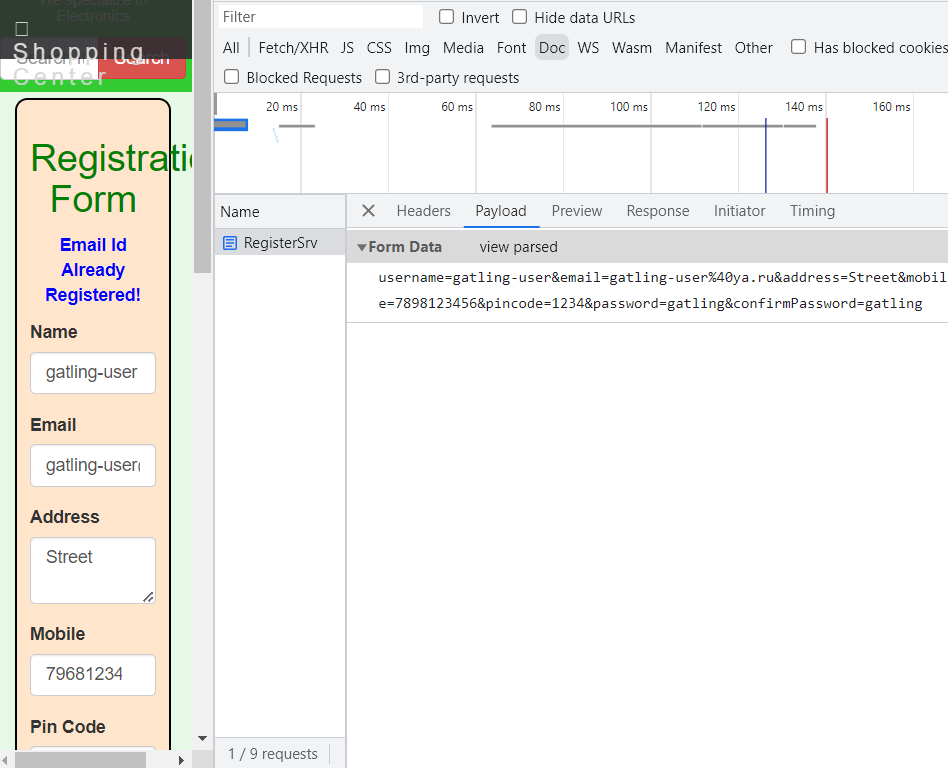 We specialize in
Electronics
Shopping
Center
Search
Registratio
Form
Email Id
Already
Registered!
Name
gatling-user
Email
gatling-user(
Address
Street
Mobile
79681234
Pin Code
Filter
Invert
Hide data URLs
All Fetch/XHR JS CSS Img Media Font Doc WS Wasm Manifest Other Has blocked cookies
Blocked Requests 3rd-party requests
20 ms 40 ms 60 ms 80 ms 100 ms 120 ms 140 ms 160 ms
Name
RegisterSrv
1 / 9 requests
Headers Payload Preview Response Initiator Timing
Form Data view parsed
username=gatling-user&email=gatling-user%40ya.ru&address=Street&mobil
e=7898123456&pincode=1234&password=gatling&confirmPassword=gatling